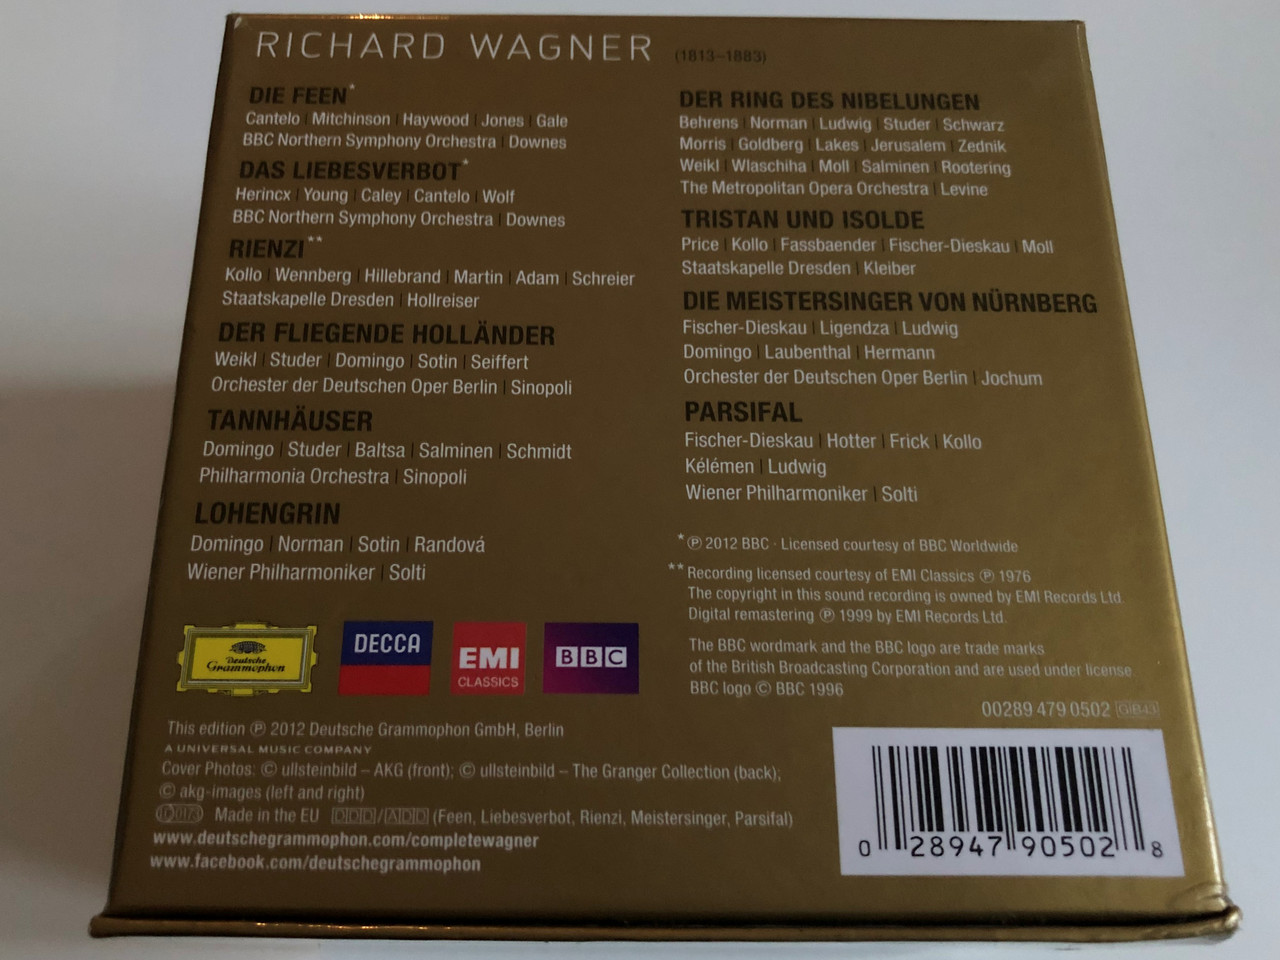 RICHARD WAGNER (1813–1883)
DIE FEEN*
Cantelo | Mitchinson | Haywood | Jones | Gale
BBC Northern Symphony Orchestra | Downes
DAS LIEBESVERBOT*
Herincx | Young | Caley | Cantelo | Wolf
BBC Northern Symphony Orchestra | Downes
RIENZI**
Kollo | Wennberg | Hillebrand | Martin | Adam | Schreier
Staatskapelle Dresden | Hollreiser
DER FLIEGENDE HOLLÄNDER
Weikl | Studer | Domingo | Sotin | Seiffert
Orchester der Deutschen Oper Berlin | Sinopoli
TANNHÄUSER
Domingo | Studer | Baltsa | Salminen | Schmidt
Philharmonia Orchestra | Sinopoli
LOHENGRIN
Domingo | Norman | Sotin | Randová
Wiener Philharmoniker | Solti
DER RING DES NIBELUNGEN
Behrens | Norman | Ludwig | Studer | Schwarz
Morris | Goldberg | Lakes | Jerusalem | Zednik
Weikl | Wlaschiha | Moll | Salminen | Rootering
The Metropolitan Opera Orchestra | Levine
TRISTAN UND ISOLDE
Price | Kollo | Fassbaender | Fischer-Dieskau | Moll
Staatskapelle Dresden | Kleiber
DIE MEISTERSINGER VON NÜRNBERG
Fischer-Dieskau | Ligendza | Ludwig
Domingo | Laubenthal | Hermann
Orchester der Deutschen Oper Berlin | Jochum
PARSIFAL
Fischer-Dieskau | Hotter | Frick | Kollo
Kélémen | Ludwig
Wiener Philharmoniker | Solti
* ℗ 2012 BBC · Licensed courtesy of BBC Worldwide
** Recording licensed courtesy of EMI Classics ℗ 1976
The copyright in this sound recording is owned by EMI Records Ltd.
Digital remastering ℗ 1999 by EMI Records Ltd.
The BBC wordmark and the BBC logo are trade marks
of the British Broadcasting Corporation and are used under license.
BBC logo © BBC 1996
00289 479 0502 GIB43
Deutsche
Grammophon
DECCA
EMI
CLASSICS
BBC
This edition ℗ 2012 Deutsche Grammophon GmbH, Berlin
A UNIVERSAL MUSIC COMPANY
Cover Photos: © ullsteinbild – AKG (front); © ullsteinbild – The Granger Collection (back);
© akg-images (left and right)
LC 0173 Made in the EU DDD/ADD (Feen, Liebesverbot, Rienzi, Meistersinger, Parsifal)
www.deutschegrammophon.com/completewagner
www.facebook.com/deutschegrammophon
0 28947 90502 8